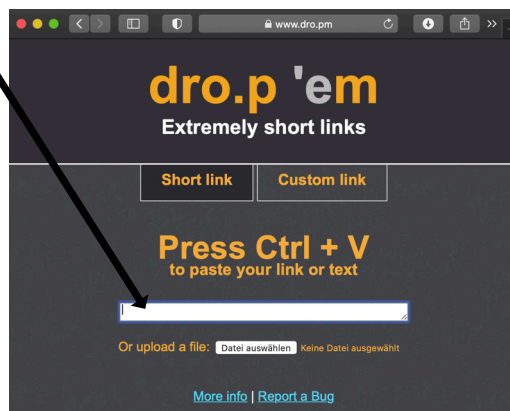 www.dro.pm
dro.p 'em
Extremely short links
Short link Custom link
Press Ctrl + V
to paste your link or text
Or upload a file: Datei auswählen Keine Datei ausgewählt
More info | Report a Bug